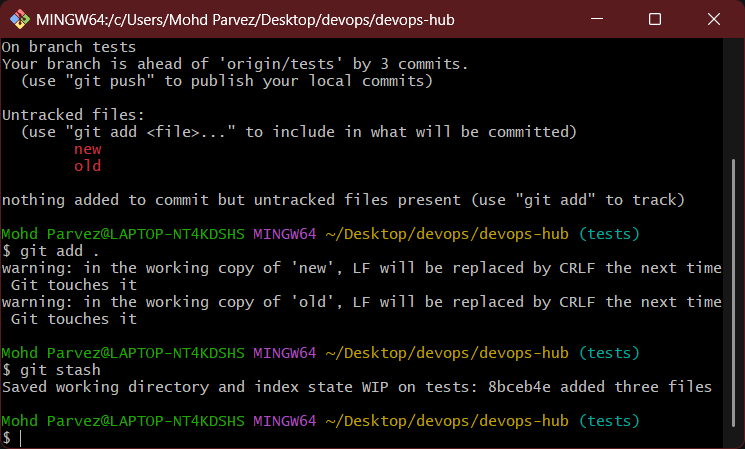 MINGW64:/c/Users/Mohd Parvez/Desktop/devops/devops-hub
On branch tests
Your branch is ahead of 'origin/tests' by 3 commits.
  (use "git push" to publish your local commits)
Untracked files:
  (use "git add <file>..." to include in what will be committed)
        new
        old
nothing added to commit but untracked files present (use "git add" to track)
Mohd Parvez@LAPTOP-NT4KDSHS MINGW64 ~/Desktop/devops/devops-hub (tests)
$ git add .
warning: in the working copy of 'new', LF will be replaced by CRLF the next time
 Git touches it
warning: in the working copy of 'old', LF will be replaced by CRLF the next time
 Git touches it
Mohd Parvez@LAPTOP-NT4KDSHS MINGW64 ~/Desktop/devops/devops-hub (tests)
$ git stash
Saved working directory and index state WIP on tests: 8bceb4e added three files
Mohd Parvez@LAPTOP-NT4KDSHS MINGW64 ~/Desktop/devops/devops-hub (tests)
$